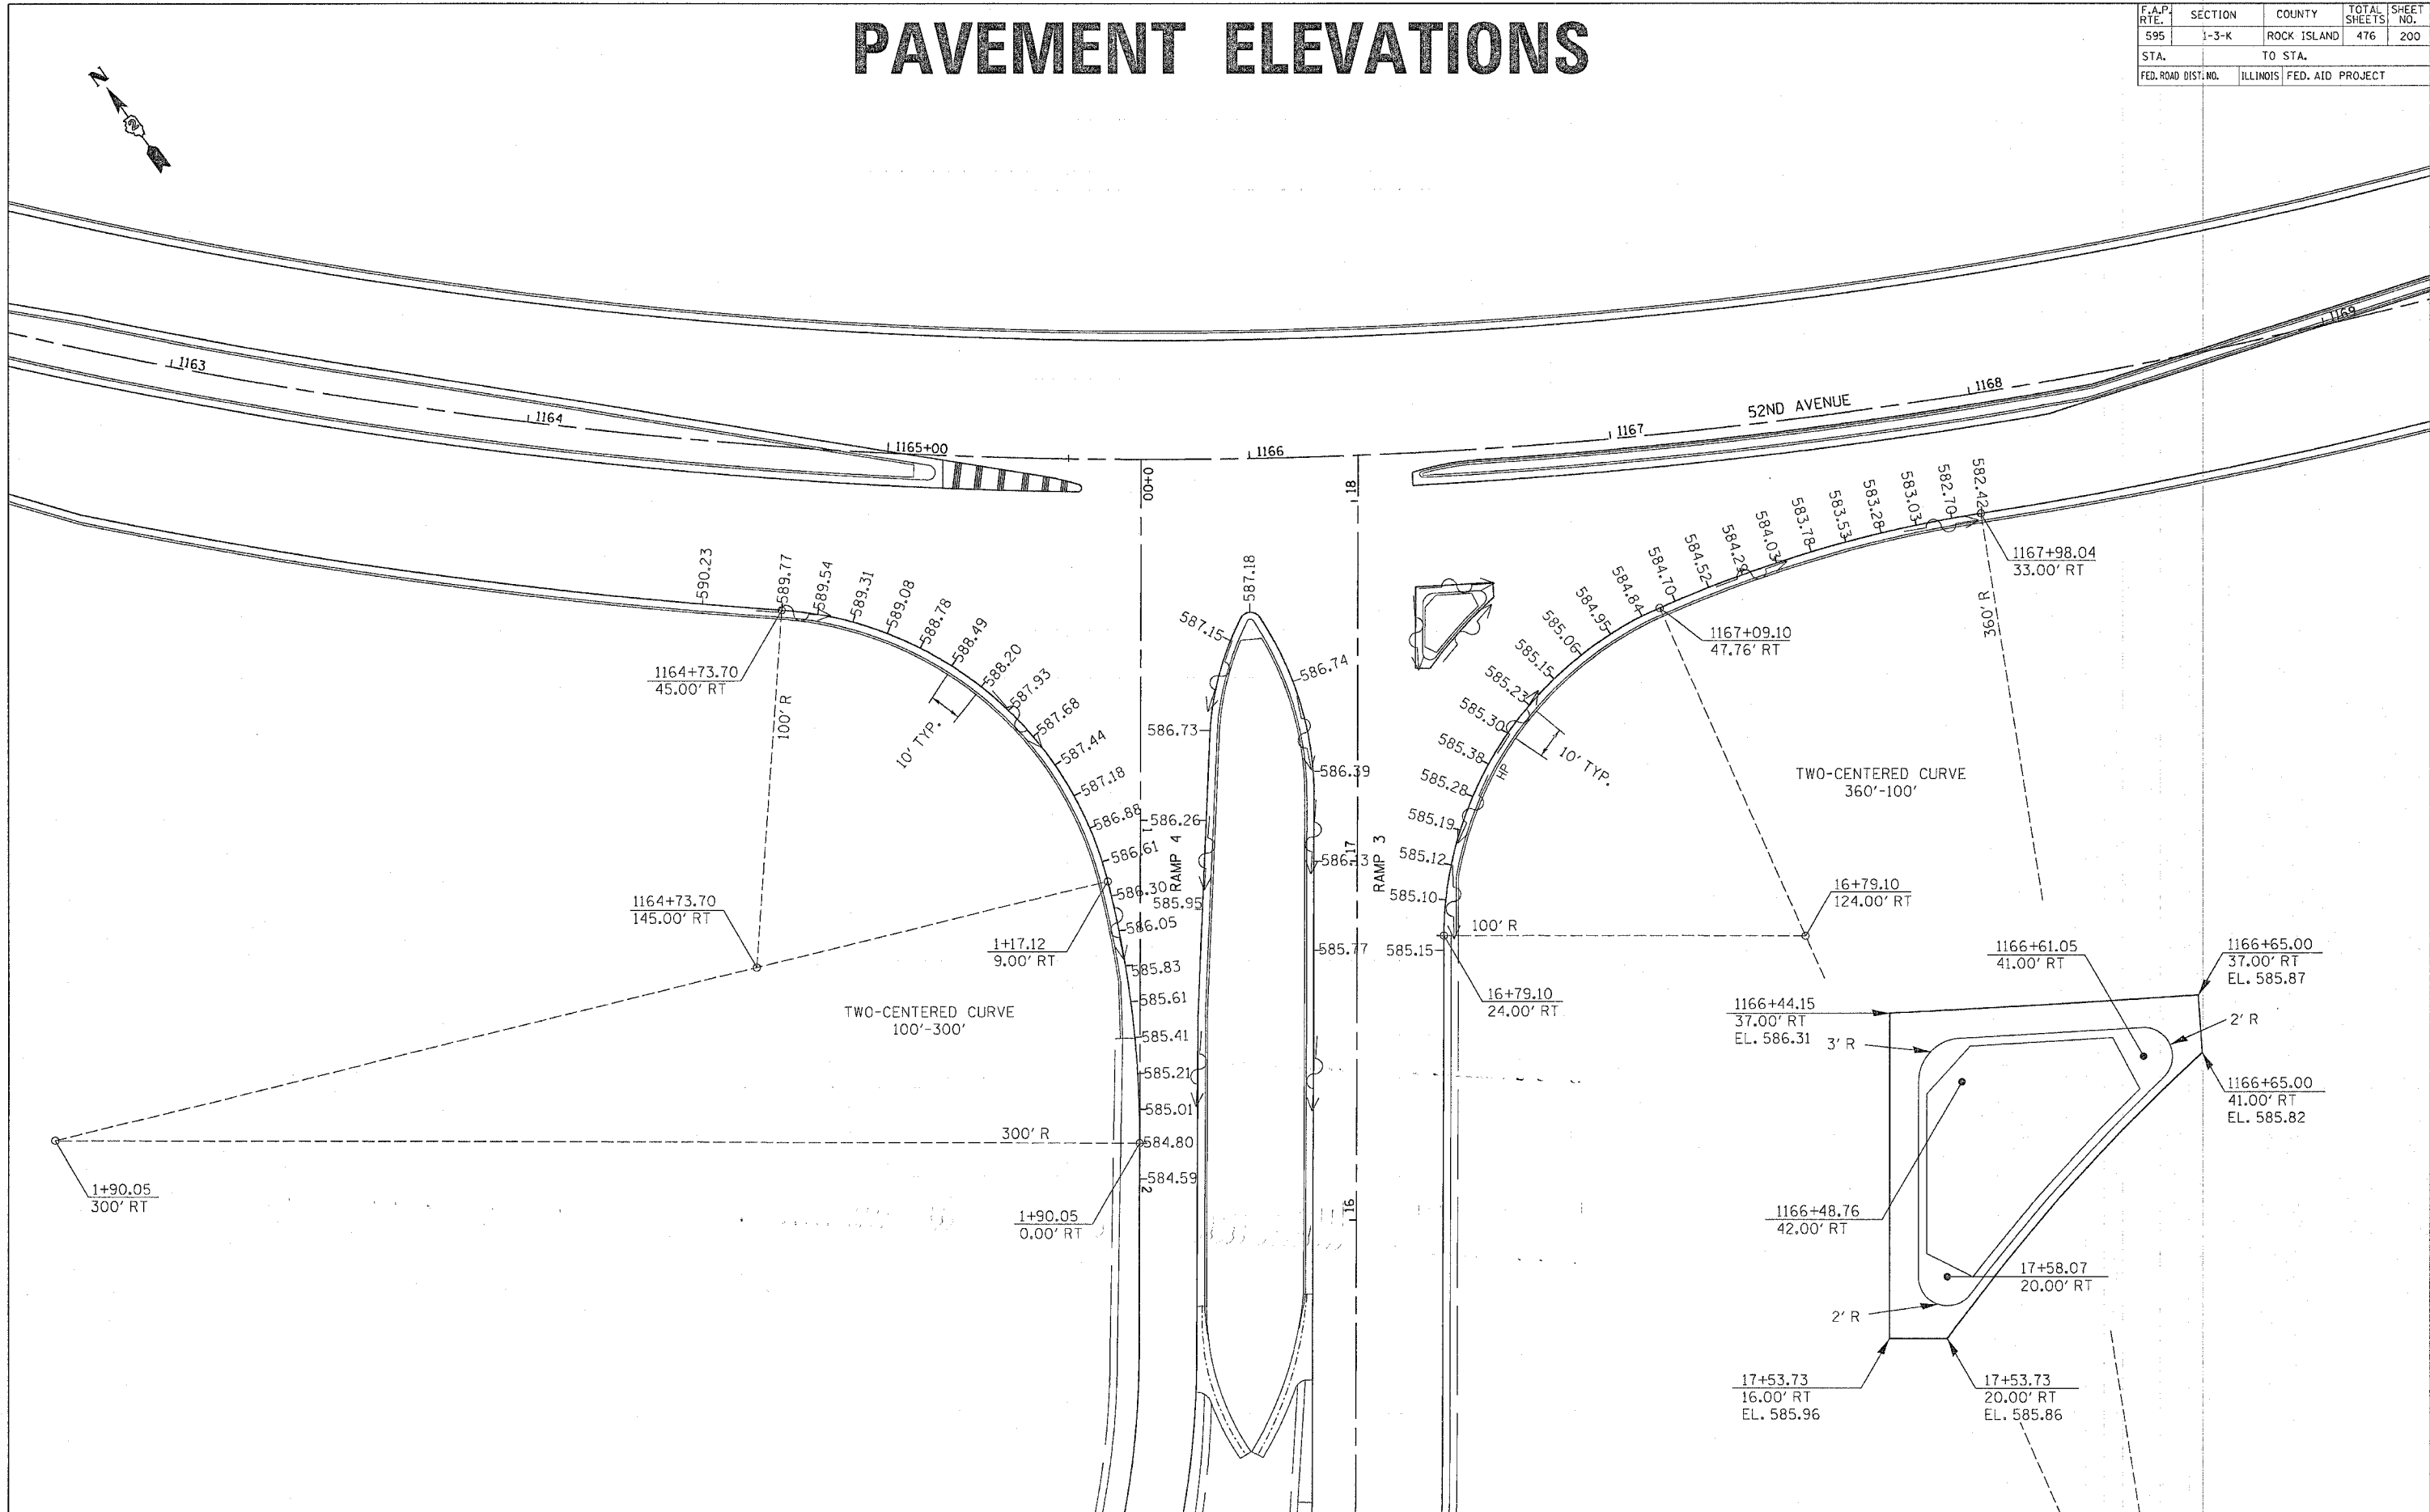 PAVEMENT ELEVATIONS
F.A.P. RTE. SECTION COUNTY TOTAL SHEETS SHEET NO.
595 1-3-K ROCK ISLAND 476 200
STA. TO STA.
FED. ROAD DIST. NO. ILLINOIS FED. AID PROJECT
N
2
1163
1164
1165+00
1166
1167
1168
1169
52ND AVENUE
0+00
18
590.23
589.77
589.54
589.31
589.08
588.78
588.49
588.20
587.93
587.68
587.44
587.18
586.88
586.61
586.30
586.05
585.83
585.61
585.41
585.21
585.01
584.80
584.59
1164+73.70
45.00' RT
100' R
10' TYP.
1164+73.70
145.00' RT
1+17.12
9.00' RT
TWO-CENTERED CURVE
100'-300'
300' R
1+90.05
300' RT
1+90.05
0.00' RT
1
RAMP 4
2
587.18
587.15
586.74
586.73
586.39
586.26
586.13
585.95
585.77
17
RAMP 3
16
582.42
582.70
583.03
583.28
583.53
583.78
584.03
584.29
584.52
584.70
584.84
584.95
585.06
585.15
585.23
585.30
585.38
585.28
585.19
585.12
585.10
585.15
HP
10' TYP.
1167+98.04
33.00' RT
360' R
1167+09.10
47.76' RT
TWO-CENTERED CURVE
360'-100'
16+79.10
124.00' RT
100' R
16+79.10
24.00' RT
1166+61.05
41.00' RT
1166+65.00
37.00' RT
EL. 585.87
1166+44.15
37.00' RT
EL. 586.31
3' R
2' R
1166+65.00
41.00' RT
EL. 585.82
1166+48.76
42.00' RT
17+58.07
20.00' RT
2' R
17+53.73
16.00' RT
EL. 585.96
17+53.73
20.00' RT
EL. 585.86